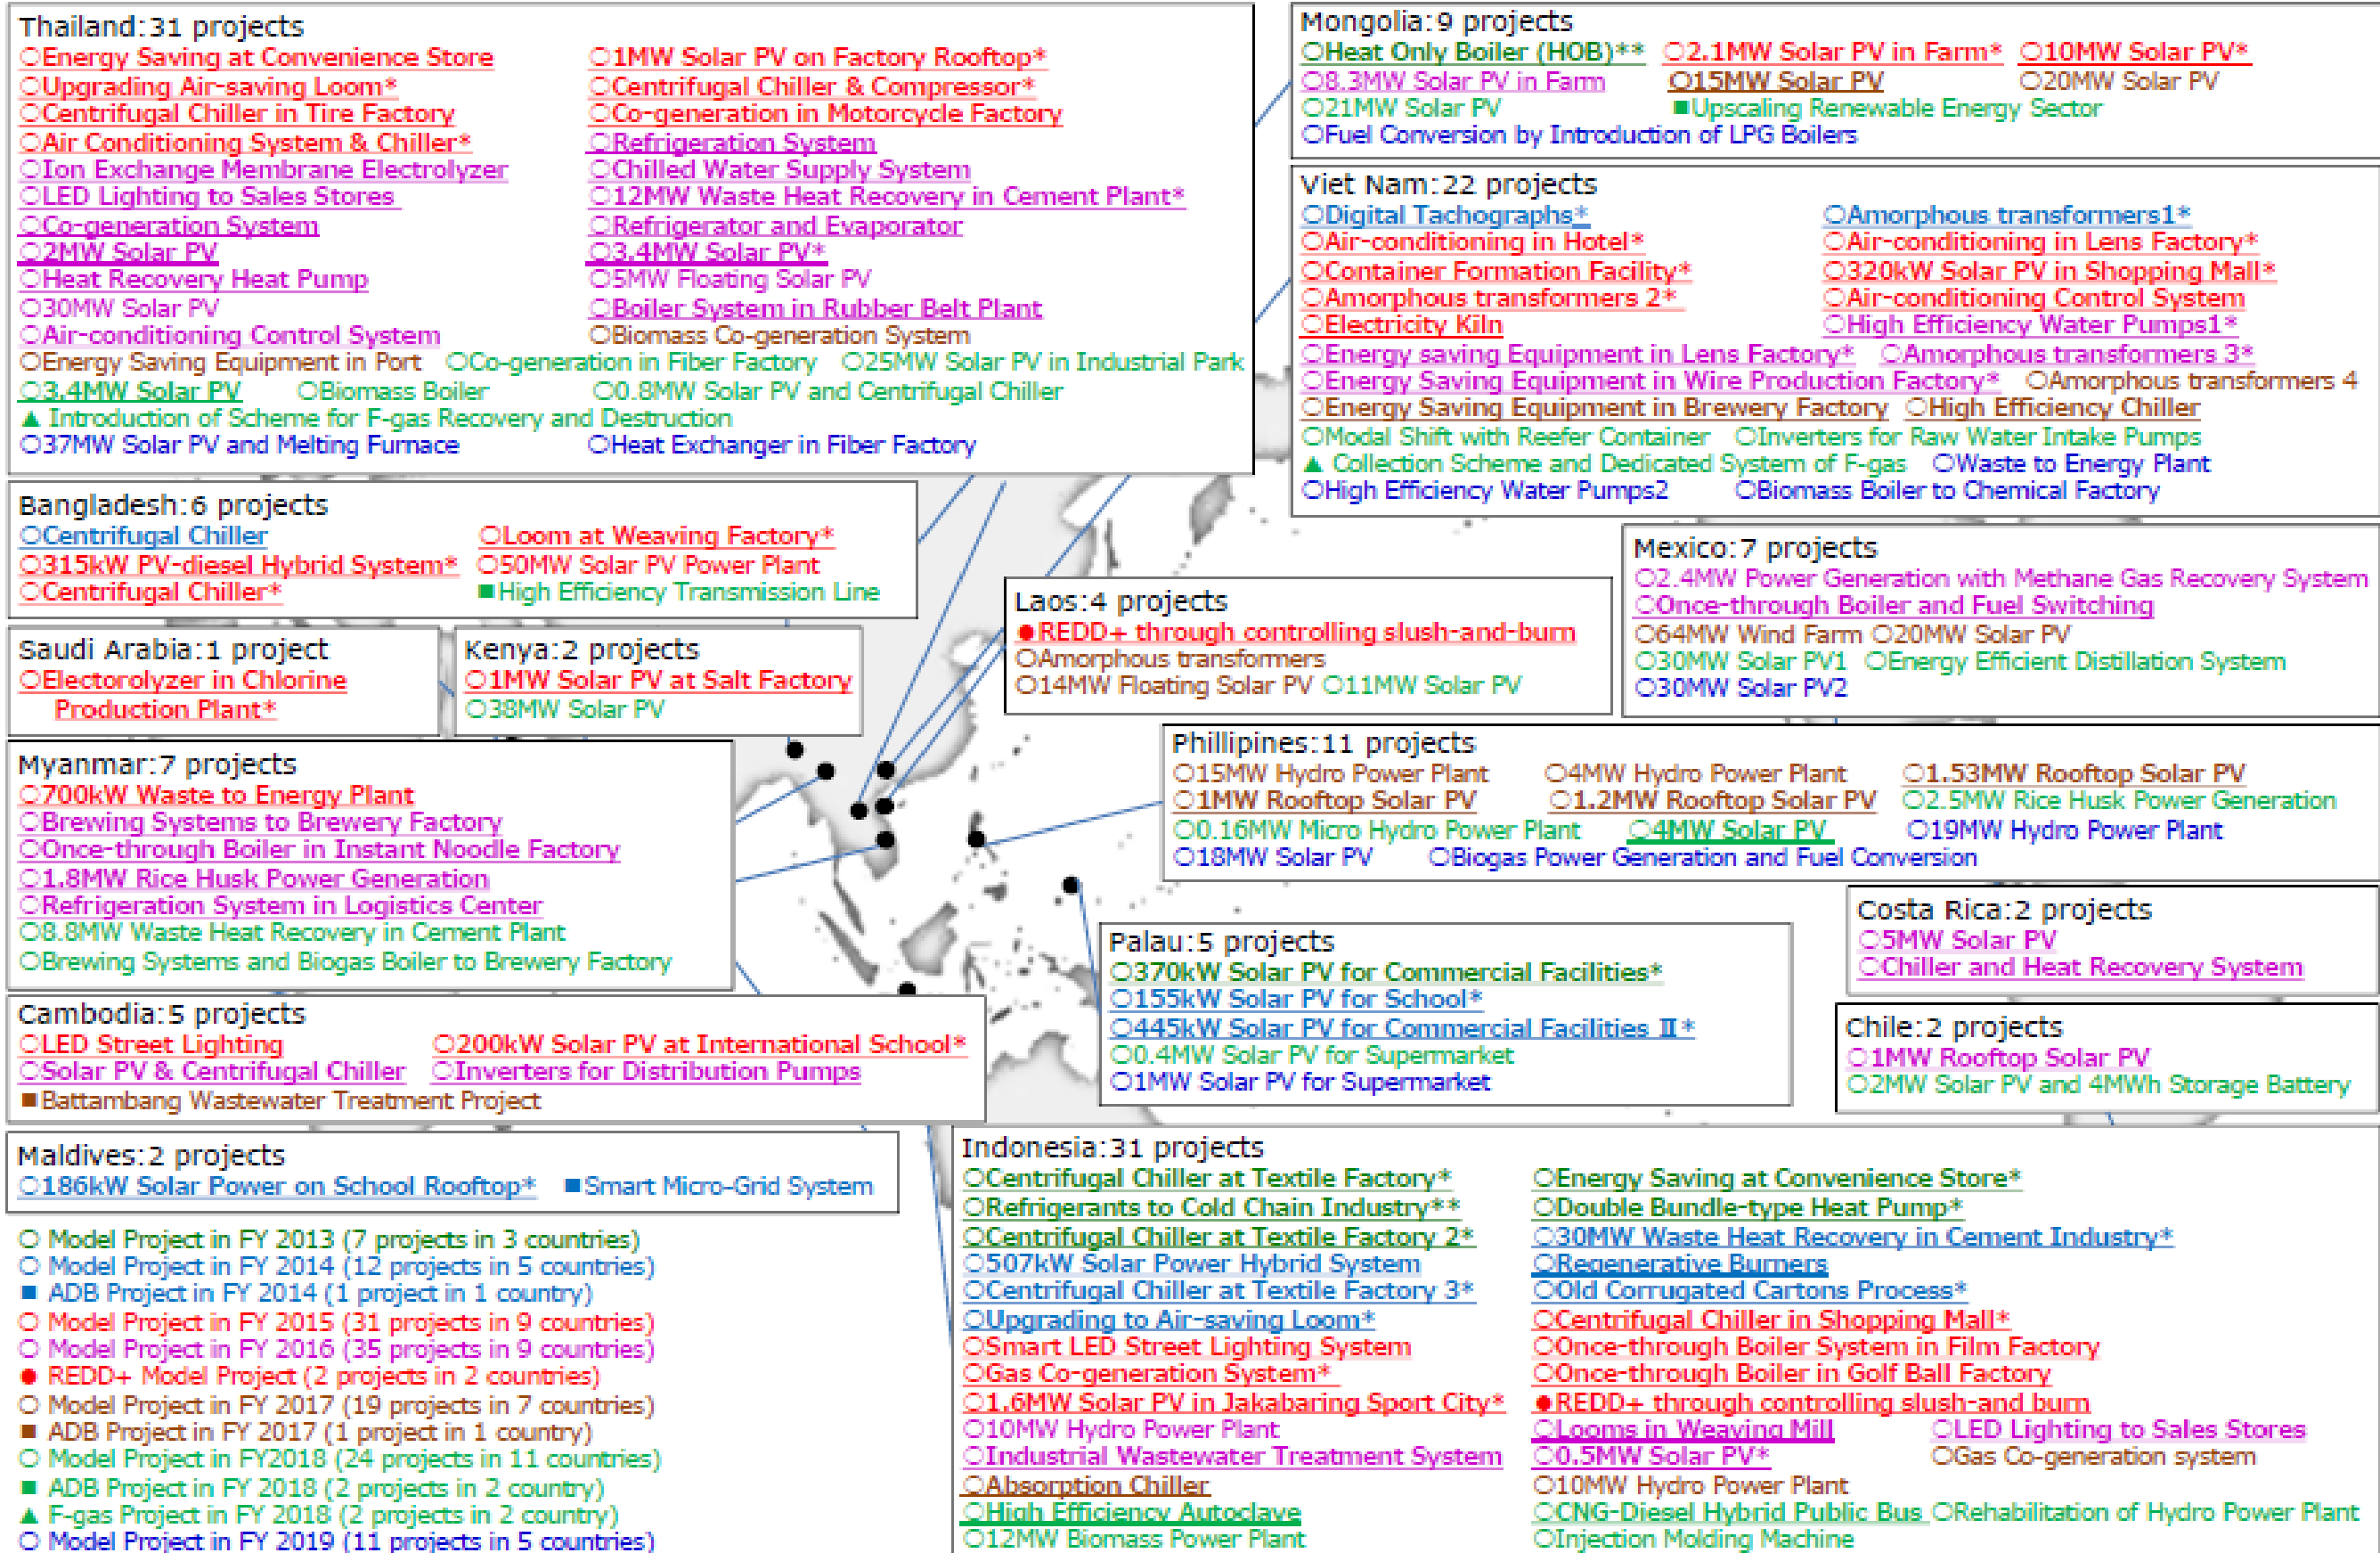 Thailand:31 projects
○Energy Saving at Convenience Store ○1MW Solar PV on Factory Rooftop*
○Upgrading Air-saving Loom* ○Centrifugal Chiller & Compressor*
○Centrifugal Chiller in Tire Factory ○Co-generation in Motorcycle Factory
○Air Conditioning System & Chiller* ○Refrigeration System
○Ion Exchange Membrane Electrolyzer ○Chilled Water Supply System
○LED Lighting to Sales Stores ○12MW Waste Heat Recovery in Cement Plant*
○Co-generation System ○Refrigerator and Evaporator
○2MW Solar PV ○3.4MW Solar PV*
○Heat Recovery Heat Pump ○5MW Floating Solar PV
○30MW Solar PV ○Boiler System in Rubber Belt Plant
○Air-conditioning Control System ○Biomass Co-generation System
○Energy Saving Equipment in Port ○Co-generation in Fiber Factory ○25MW Solar PV in Industrial Park
○3.4MW Solar PV ○Biomass Boiler ○0.8MW Solar PV and Centrifugal Chiller
▲ Introduction of Scheme for F-gas Recovery and Destruction
○37MW Solar PV and Melting Furnace ○Heat Exchanger in Fiber Factory
Mongolia:9 projects
○Heat Only Boiler (HOB)** ○2.1MW Solar PV in Farm* ○10MW Solar PV*
○8.3MW Solar PV in Farm ○15MW Solar PV ○20MW Solar PV
○21MW Solar PV ■Upscaling Renewable Energy Sector
○Fuel Conversion by Introduction of LPG Boilers
Viet Nam:22 projects
○Digital Tachographs* ○Amorphous transformers1*
○Air-conditioning in Hotel* ○Air-conditioning in Lens Factory*
○Container Formation Facility* ○320kW Solar PV in Shopping Mall*
○Amorphous transformers 2* ○Air-conditioning Control System
○Electricity Kiln ○High Efficiency Water Pumps1*
○Energy saving Equipment in Lens Factory* ○Amorphous transformers 3*
○Energy Saving Equipment in Wire Production Factory* ○Amorphous transformers 4
○Energy Saving Equipment in Brewery Factory ○High Efficiency Chiller
○Modal Shift with Reefer Container ○Inverters for Raw Water Intake Pumps
▲ Collection Scheme and Dedicated System of F-gas ○Waste to Energy Plant
○High Efficiency Water Pumps2 ○Biomass Boiler to Chemical Factory
Bangladesh:6 projects
○Centrifugal Chiller ○Loom at Weaving Factory*
○315kW PV-diesel Hybrid System* ○50MW Solar PV Power Plant
○Centrifugal Chiller* ■High Efficiency Transmission Line
Mexico:7 projects
○2.4MW Power Generation with Methane Gas Recovery System
○Once-through Boiler and Fuel Switching
○64MW Wind Farm ○20MW Solar PV
○30MW Solar PV1 ○Energy Efficient Distillation System
○30MW Solar PV2
Laos:4 projects
●REDD+ through controlling slush-and-burn
○Amorphous transformers
○14MW Floating Solar PV ○11MW Solar PV
Saudi Arabia:1 project
○Electorolyzer in Chlorine
Production Plant*
Kenya:2 projects
○1MW Solar PV at Salt Factory
○38MW Solar PV
Phillipines:11 projects
○15MW Hydro Power Plant ○4MW Hydro Power Plant ○1.53MW Rooftop Solar PV
○1MW Rooftop Solar PV ○1.2MW Rooftop Solar PV ○2.5MW Rice Husk Power Generation
○0.16MW Micro Hydro Power Plant ○4MW Solar PV ○19MW Hydro Power Plant
○18MW Solar PV ○Biogas Power Generation and Fuel Conversion
Myanmar:7 projects
○700kW Waste to Energy Plant
○Brewing Systems to Brewery Factory
○Once-through Boiler in Instant Noodle Factory
○1.8MW Rice Husk Power Generation
○Refrigeration System in Logistics Center
○8.8MW Waste Heat Recovery in Cement Plant
○Brewing Systems and Biogas Boiler to Brewery Factory
Costa Rica:2 projects
○5MW Solar PV
○Chiller and Heat Recovery System
Palau:5 projects
○370kW Solar PV for Commercial Facilities*
○155kW Solar PV for School*
○445kW Solar PV for Commercial Facilities Ⅱ*
○0.4MW Solar PV for Supermarket
○1MW Solar PV for Supermarket
Cambodia:5 projects
○LED Street Lighting ○200kW Solar PV at International School*
○Solar PV & Centrifugal Chiller ○Inverters for Distribution Pumps
■Battambang Wastewater Treatment Project
Chile:2 projects
○1MW Rooftop Solar PV
○2MW Solar PV and 4MWh Storage Battery
Maldives:2 projects
○186kW Solar Power on School Rooftop* ■Smart Micro-Grid System
Indonesia:31 projects
○Centrifugal Chiller at Textile Factory* ○Energy Saving at Convenience Store*
○Refrigerants to Cold Chain Industry** ○Double Bundle-type Heat Pump*
○Centrifugal Chiller at Textile Factory 2* ○30MW Waste Heat Recovery in Cement Industry*
○507kW Solar Power Hybrid System ○Regenerative Burners
○Centrifugal Chiller at Textile Factory 3* ○Old Corrugated Cartons Process*
○Upgrading to Air-saving Loom* ○Centrifugal Chiller in Shopping Mall*
○Smart LED Street Lighting System ○Once-through Boiler System in Film Factory
○Gas Co-generation System* ○Once-through Boiler in Golf Ball Factory
○1.6MW Solar PV in Jakabaring Sport City* ●REDD+ through controlling slush-and burn
○10MW Hydro Power Plant ○Looms in Weaving Mill ○LED Lighting to Sales Stores
○Industrial Wastewater Treatment System ○0.5MW Solar PV* ○Gas Co-generation system
○Absorption Chiller ○10MW Hydro Power Plant
○High Efficiency Autoclave ○CNG-Diesel Hybrid Public Bus ○Rehabilitation of Hydro Power Plant
○12MW Biomass Power Plant ○Injection Molding Machine
○ Model Project in FY 2013 (7 projects in 3 countries)
○ Model Project in FY 2014 (12 projects in 5 countries)
■ ADB Project in FY 2014 (1 project in 1 country)
○ Model Project in FY 2015 (31 projects in 9 countries)
○ Model Project in FY 2016 (35 projects in 9 countries)
● REDD+ Model Project (2 projects in 2 countries)
○ Model Project in FY 2017 (19 projects in 7 countries)
■ ADB Project in FY 2017 (1 project in 1 country)
○ Model Project in FY2018 (24 projects in 11 countries)
■ ADB Project in FY 2018 (2 projects in 2 country)
▲ F-gas Project in FY 2018 (2 projects in 2 country)
○ Model Project in FY 2019 (11 projects in 5 countries)